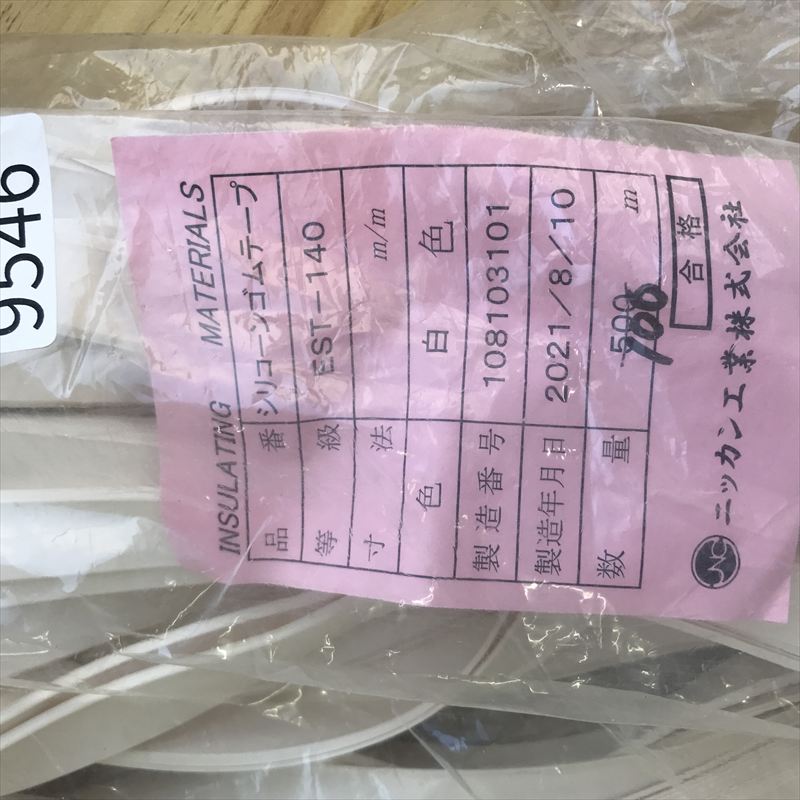 9546
INSULATING MATERIALS
品番 シリコーンゴムテープ
等級 EST-140
寸法 m/m
色 白色
製造番号 108103101
製造年月日 2021/8/10
数量 500 100 m
合格
ニッカン工業株式会社